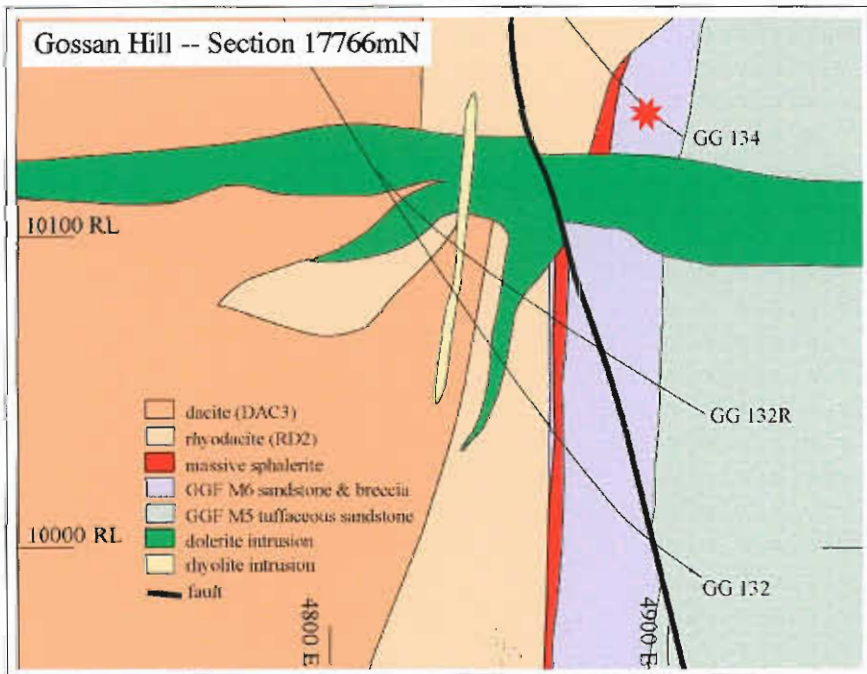 Gossan Hill -- Section 17766mN
GG 134
10100 RL
dacite (DAC3)
rhyodacite (RD2)
massive sphalerite
GGF M6 sandstone & breccia
GGF M5 tuffaceous sandstone
dolerite intrusion
rhyolite intrusion
fault
GG 132R
10000 RL
GG 132
4800 E
4900 E